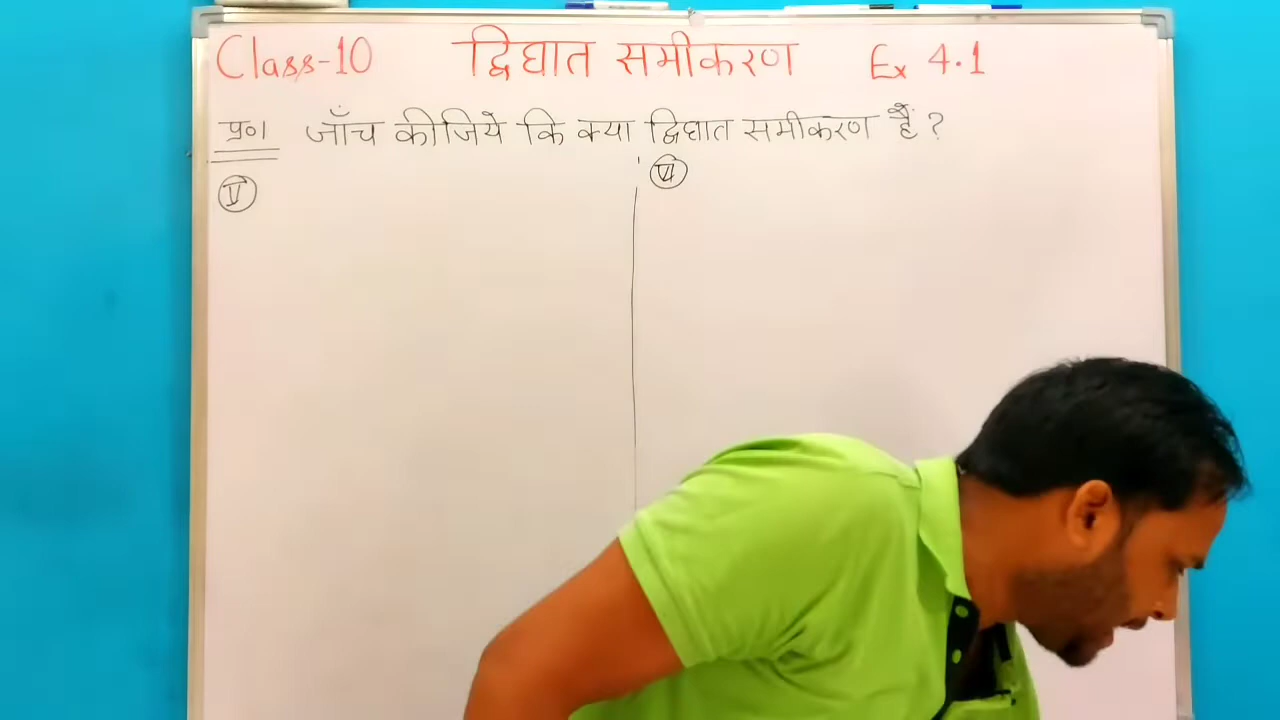 Class-10 द्विघात समीकरण Ex 4.1
प्र०1 जाँच कीजिये कि क्या द्विघात समीकरण हैं ?
V VI